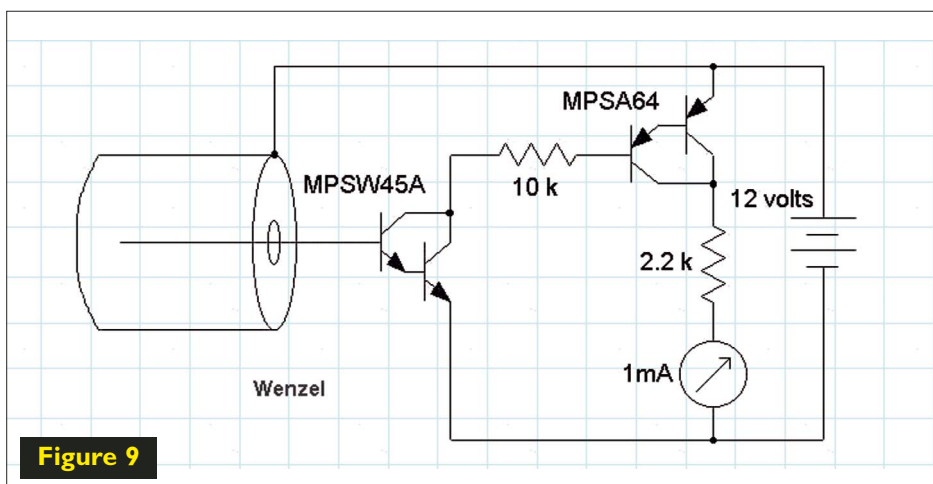 MPSA64
MPSW45A
10 k
12 volts
2.2 k
1mA
Wenzel
Figure 9